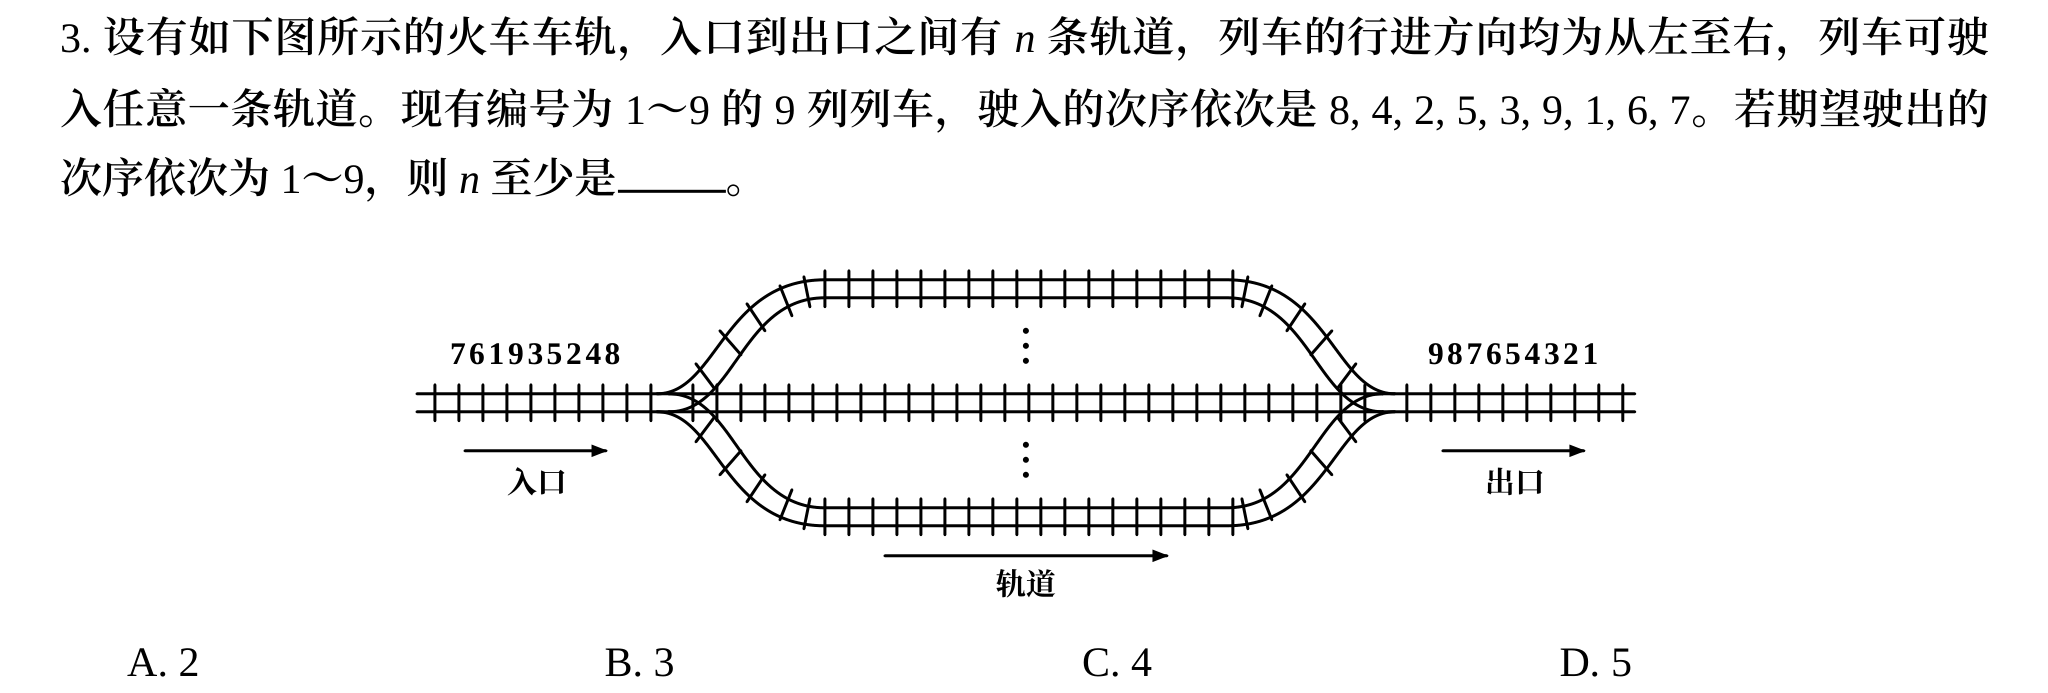 3. 设有如下图所示的火车车轨，入口到出口之间有 n 条轨道，列车的行进方向均为从左至右，列车可驶
入任意一条轨道。现有编号为 1～9 的 9 列列车，驶入的次序依次是 8, 4, 2, 5, 3, 9, 1, 6, 7。若期望驶出的
次序依次为 1～9，则 n 至少是_____。
761935248
987654321
入口
出口
轨道
A. 2 B. 3 C. 4 D. 5